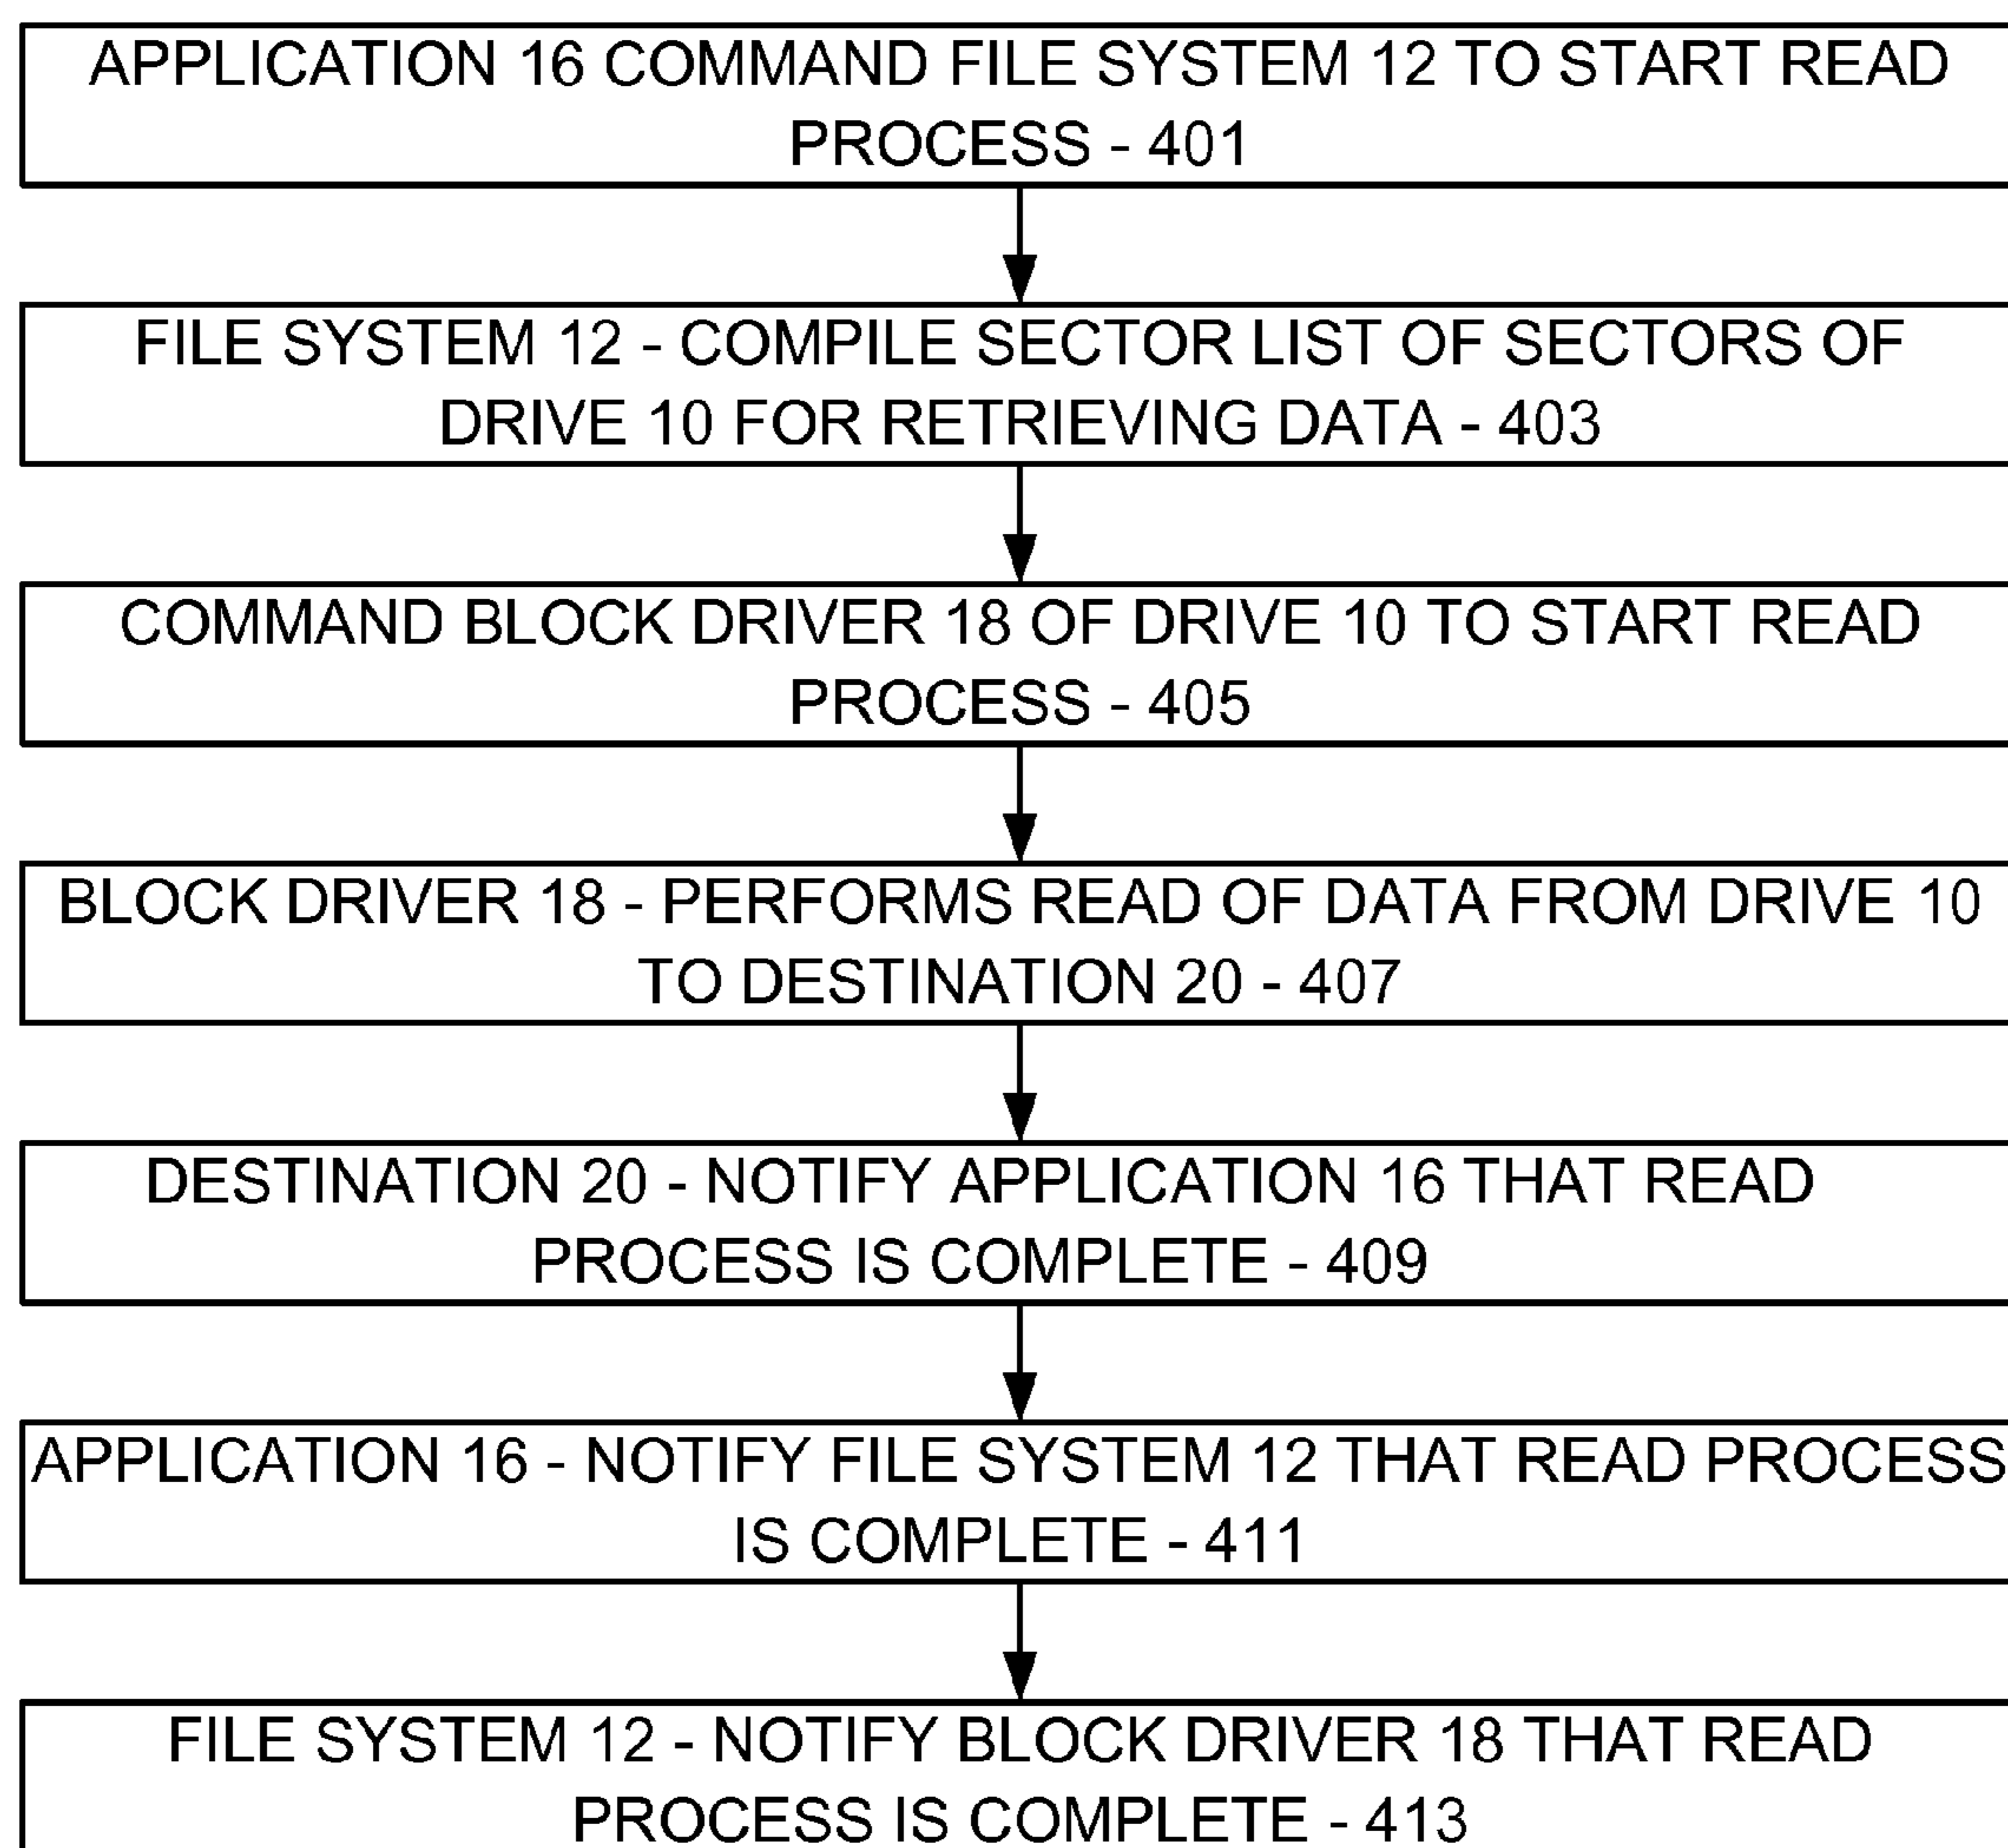 APPLICATION 16 COMMAND FILE SYSTEM 12 TO START READ
PROCESS - 401
FILE SYSTEM 12 - COMPILE SECTOR LIST OF SECTORS OF
DRIVE 10 FOR RETRIEVING DATA - 403
COMMAND BLOCK DRIVER 18 OF DRIVE 10 TO START READ
PROCESS - 405
BLOCK DRIVER 18 - PERFORMS READ OF DATA FROM DRIVE 10
TO DESTINATION 20 - 407
DESTINATION 20 - NOTIFY APPLICATION 16 THAT READ
PROCESS IS COMPLETE - 409
APPLICATION 16 - NOTIFY FILE SYSTEM 12 THAT READ PROCESS
IS COMPLETE - 411
FILE SYSTEM 12 - NOTIFY BLOCK DRIVER 18 THAT READ
PROCESS IS COMPLETE - 413